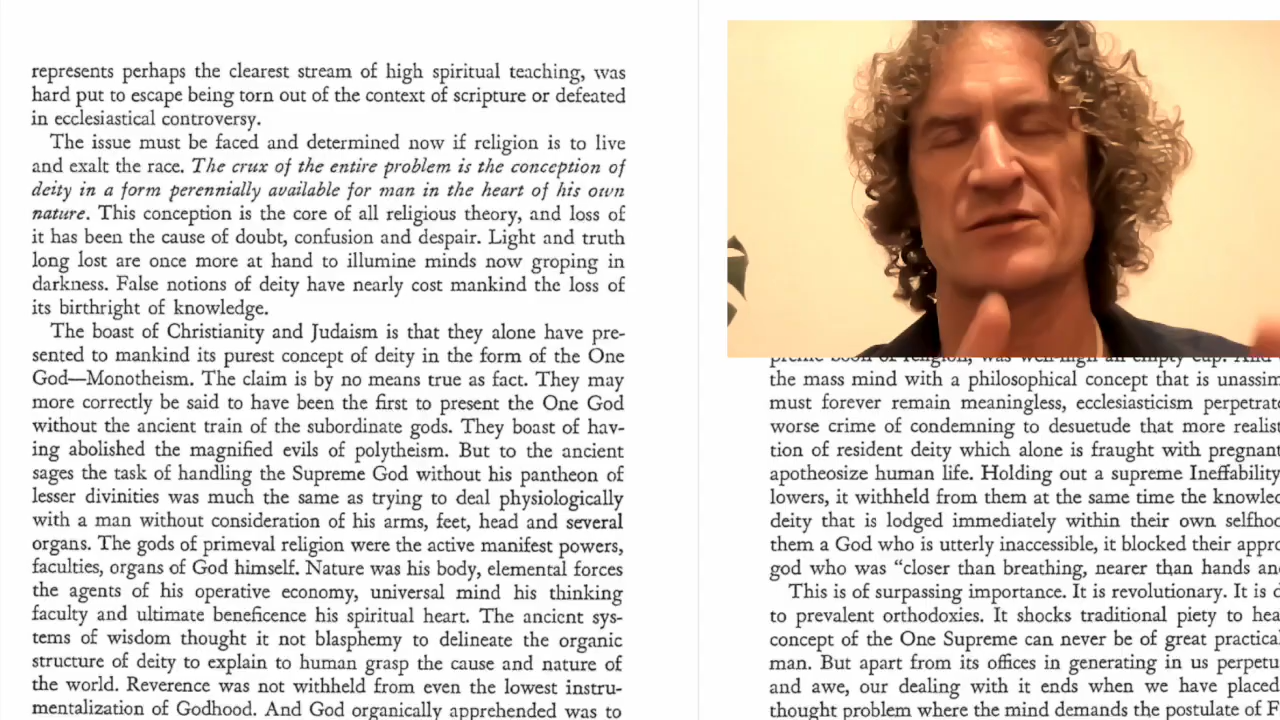 represents perhaps the clearest stream of high spiritual teaching, was
hard put to escape being torn out of the context of scripture or defeated
in ecclesiastical controversy.
The issue must be faced and determined now if religion is to live
and exalt the race. The crux of the entire problem is the conception of
deity in a form perennially available for man in the heart of his own
nature. This conception is the core of all religious theory, and loss of
it has been the cause of doubt, confusion and despair. Light and truth
long lost are once more at hand to illumine minds now groping in
darkness. False notions of deity have nearly cost mankind the loss of
its birthright of knowledge.
The boast of Christianity and Judaism is that they alone have pre-
sented to mankind its purest concept of deity in the form of the One
God—Monotheism. The claim is by no means true as fact. They may
more correctly be said to have been the first to present the One God
without the ancient train of the subordinate gods. They boast of hav-
ing abolished the magnified evils of polytheism. But to the ancient
sages the task of handling the Supreme God without his pantheon of
lesser divinities was much the same as trying to deal physiologically
with a man without consideration of his arms, feet, head and several
organs. The gods of primeval religion were the active manifest powers,
faculties, organs of God himself. Nature was his body, elemental forces
the agents of his operative economy, universal mind his thinking
faculty and ultimate beneficence his spiritual heart. The ancient sys-
tems of wisdom thought it not blasphemy to delineate the organic
structure of deity to explain to human grasp the cause and nature of
the world. Reverence was not withheld from even the lowest instru-
mentalization of Godhood. And God organically apprehended was to
of religion, was well-nigh an empty cup. And
the mass mind with a philosophical concept that is unassim
must forever remain meaningless, ecclesiasticism perpetrate
worse crime of condemning to desuetude that more realist
tion of resident deity which alone is fraught with pregnant
apotheosize human life. Holding out a supreme Ineffability
lowers, it withheld from them at the same time the knowled
deity that is lodged immediately within their own selfhoo
them a God who is utterly inaccessible, it blocked their appro
god who was “closer than breathing, nearer than hands and
This is of surpassing importance. It is revolutionary. It is
to prevalent orthodoxies. It shocks traditional piety to hea
concept of the One Supreme can never be of great practical
man. But apart from its offices in generating in us perpetu
and awe, our dealing with it ends when we have placed
thought problem where the mind demands the postulate of F